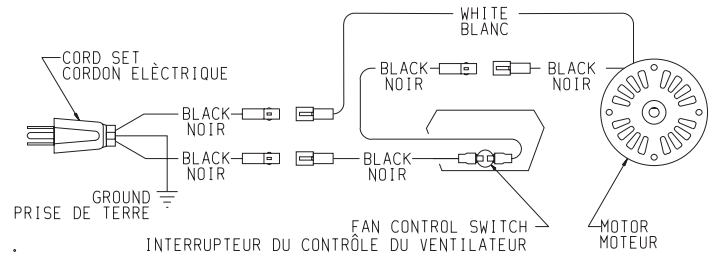 WHITE
BLANC
CORD SET
CORDON ELÈCTRIQUE
BLACK
NOIR
BLACK
NOIR
BLACK
NOIR
BLACK
NOIR
BLACK
NOIR
GROUND
PRISE DE TERRE
FAN CONTROL SWITCH
INTERRUPTEUR DU CONTRÔLE DU VENTILATEUR
MOTOR
MOTEUR